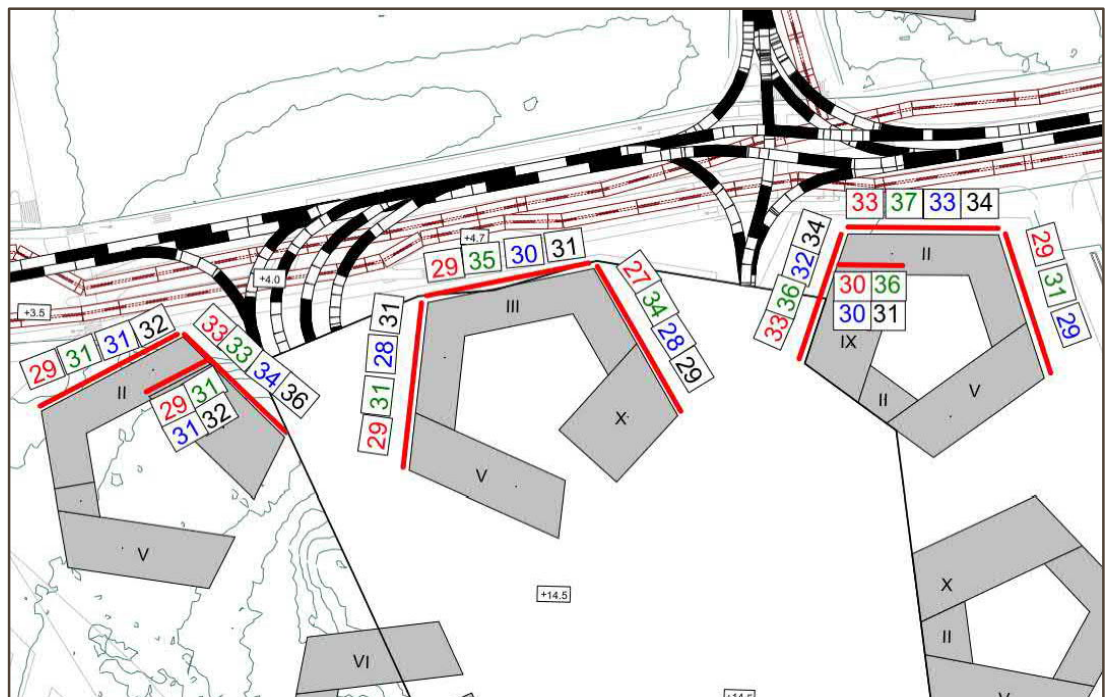 33 37 33 34
33 36 32 34
II
29 31 29
+4.7
29 35 30 31
30 36
30 31
27 34 28 29
+4.0
+3.5
III
29 31 28 31
29 31 31 32
33 33 34 36
IX
II
V
II
29 31
31 32
X
V
V
X
+14.5
II
VI